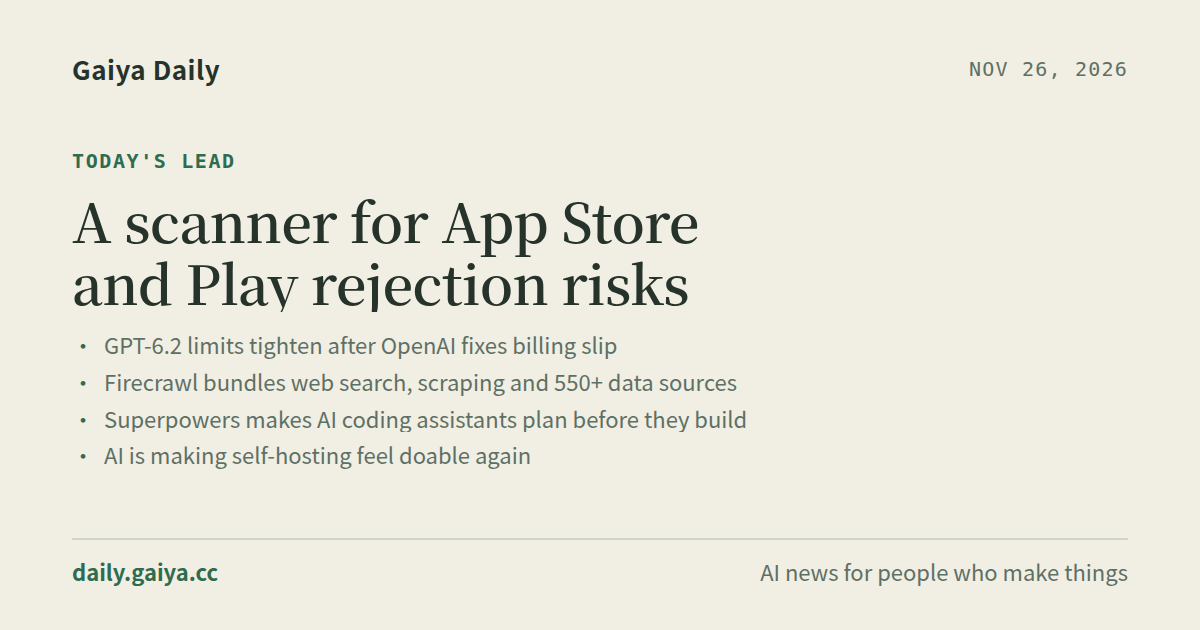 Gaiya Daily
NOV 26, 2026
TODAY'S LEAD
A scanner for App Store
and Play rejection risks
• GPT-6.2 limits tighten after OpenAI fixes billing slip
• Firecrawl bundles web search, scraping and 550+ data sources
• Superpowers makes AI coding assistants plan before they build
• AI is making self-hosting feel doable again
daily.gaiya.cc
AI news for people who make things